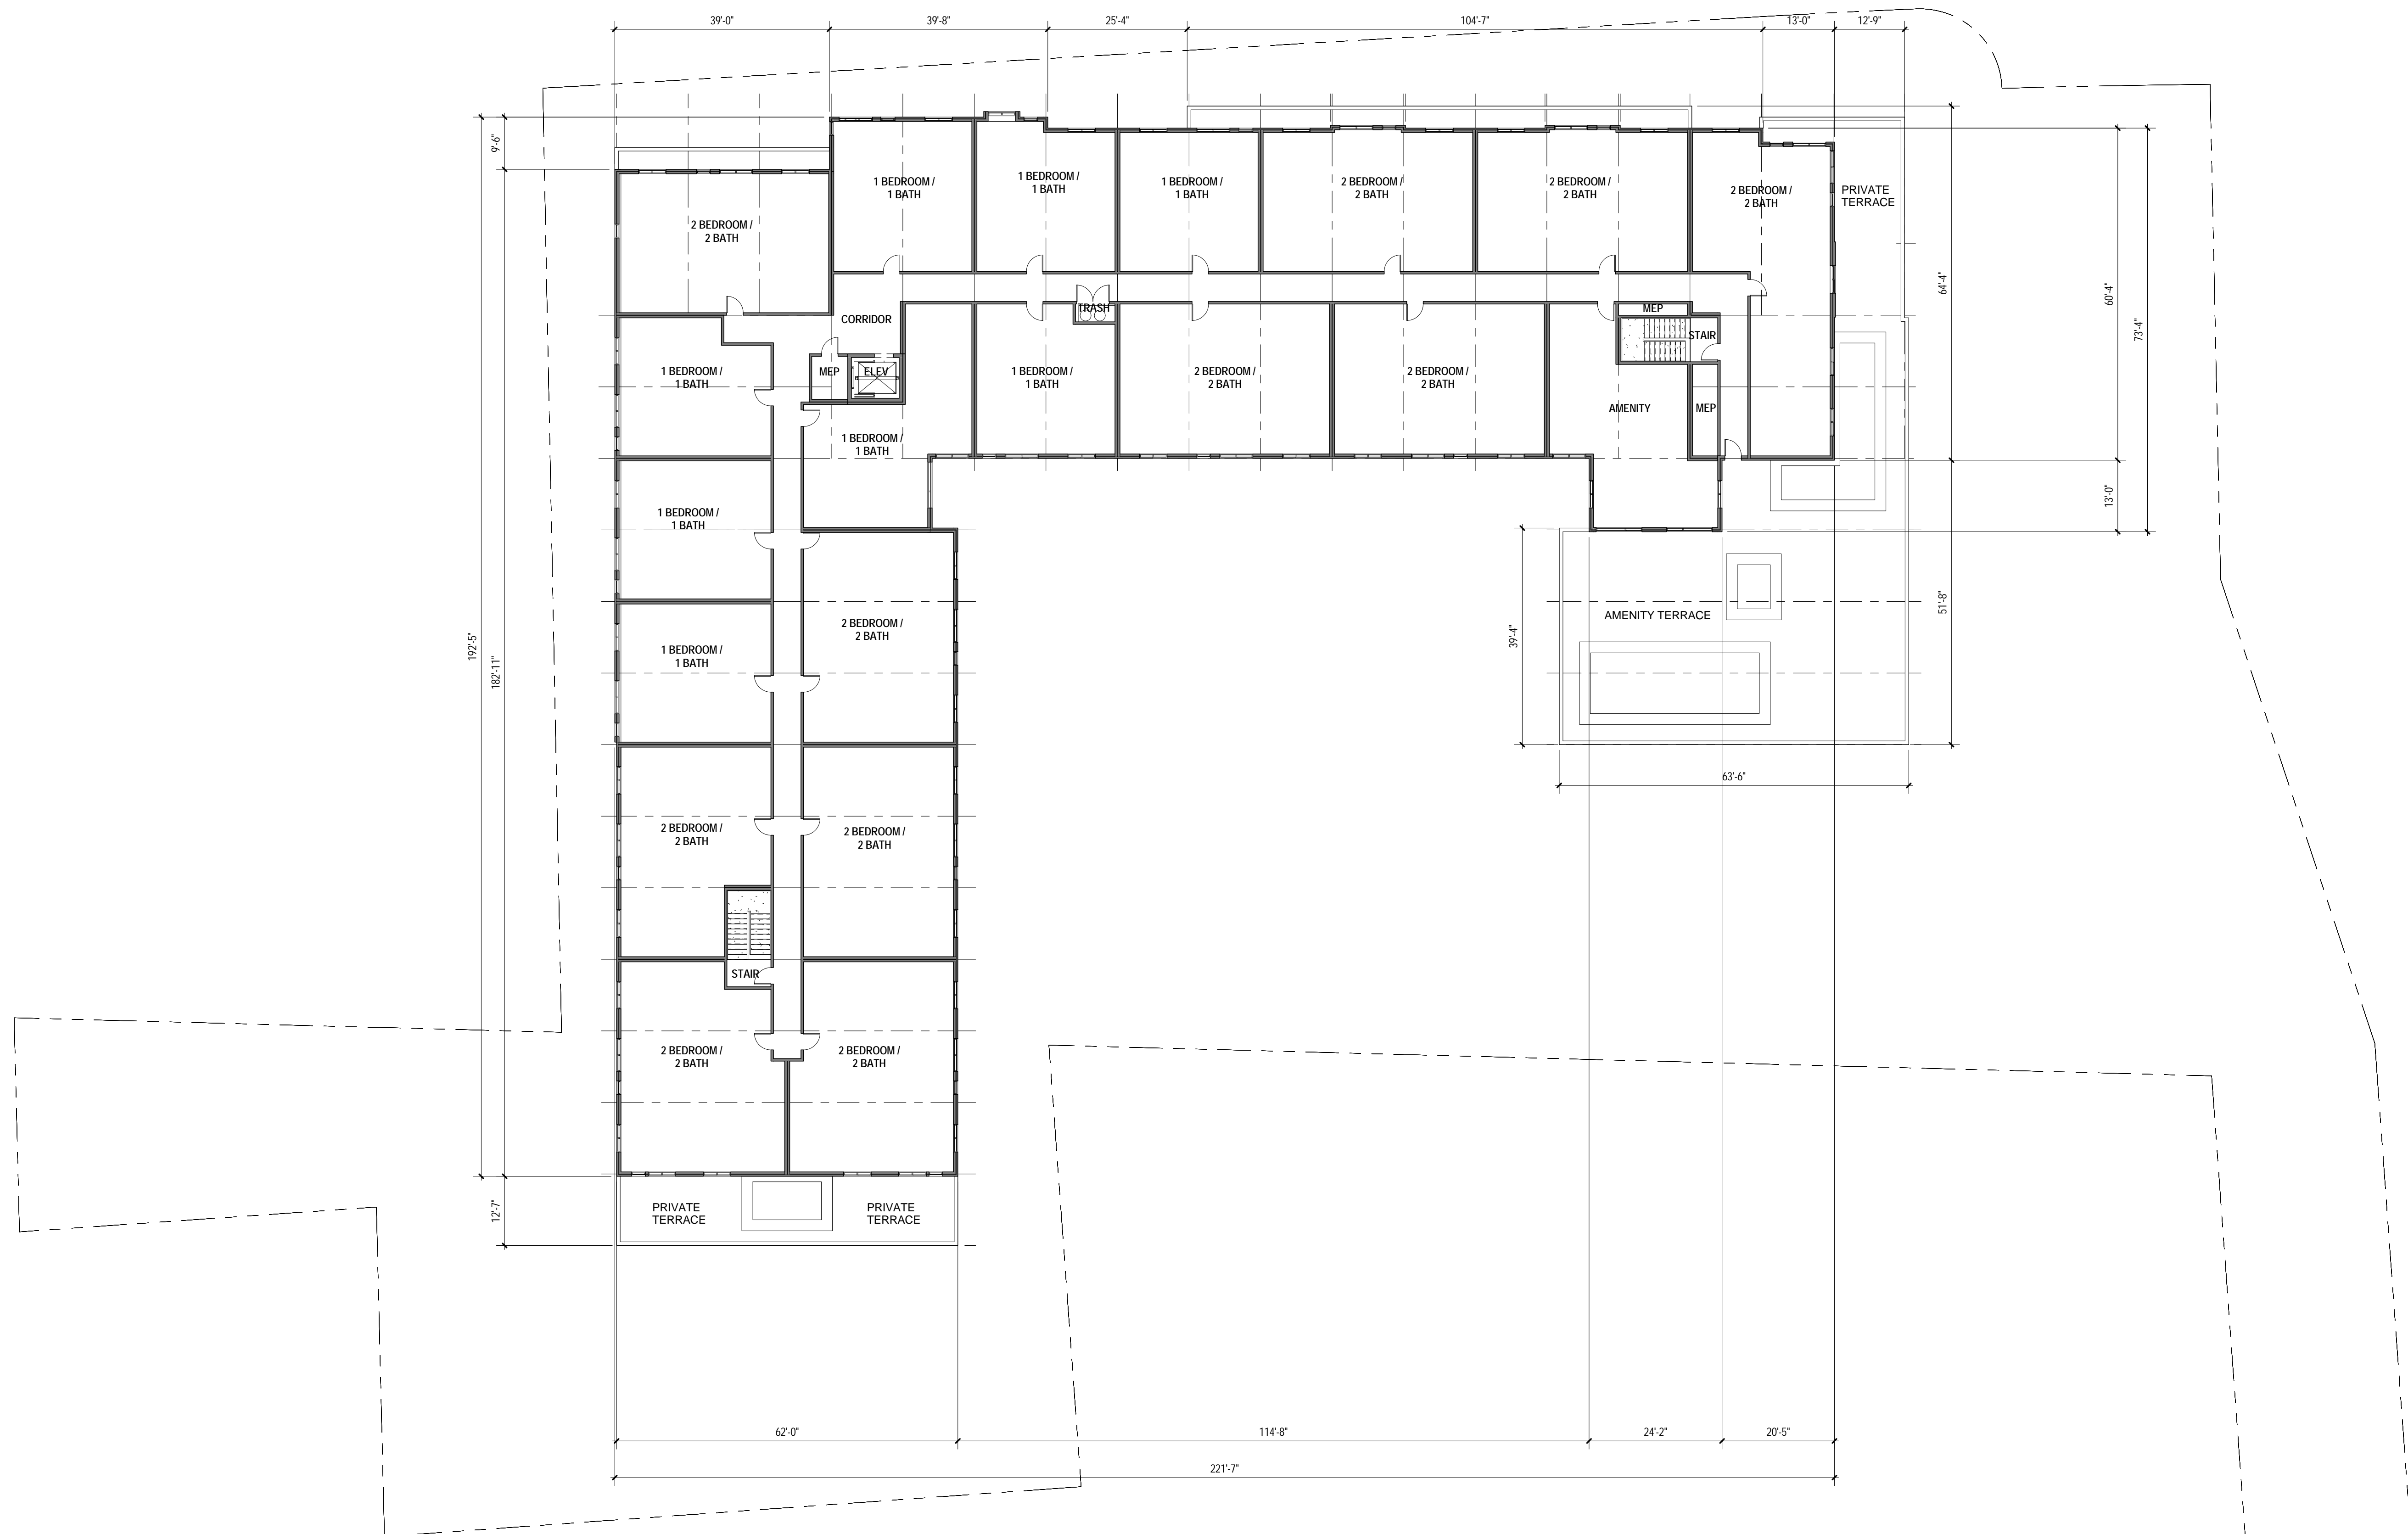 39'-0"
39'-8"
25'-4"
104'-7"
13'-0"
12'-9"
9'-6"
1 BEDROOM /
1 BATH
1 BEDROOM /
1 BATH
1 BEDROOM /
1 BATH
2 BEDROOM /
2 BATH
2 BEDROOM /
2 BATH
2 BEDROOM /
2 BATH
PRIVATE
TERRACE
2 BEDROOM /
2 BATH
64'-4"
60'-4"
73'-4"
CORRIDOR
TRASH
MEP
STAIR
1 BEDROOM /
1 BATH
MEP
ELEV
1 BEDROOM /
1 BATH
2 BEDROOM /
2 BATH
2 BEDROOM /
2 BATH
AMENITY
MEP
1 BEDROOM /
1 BATH
1 BEDROOM /
1 BATH
13'-0"
192'-5"
182'-11"
2 BEDROOM /
2 BATH
39'-4"
AMENITY TERRACE
51'-8"
1 BEDROOM /
1 BATH
63'-6"
2 BEDROOM /
2 BATH
2 BEDROOM /
2 BATH
STAIR
2 BEDROOM /
2 BATH
2 BEDROOM /
2 BATH
12'-7"
PRIVATE
TERRACE
PRIVATE
TERRACE
62'-0"
114'-8"
24'-2"
20'-5"
221'-7"